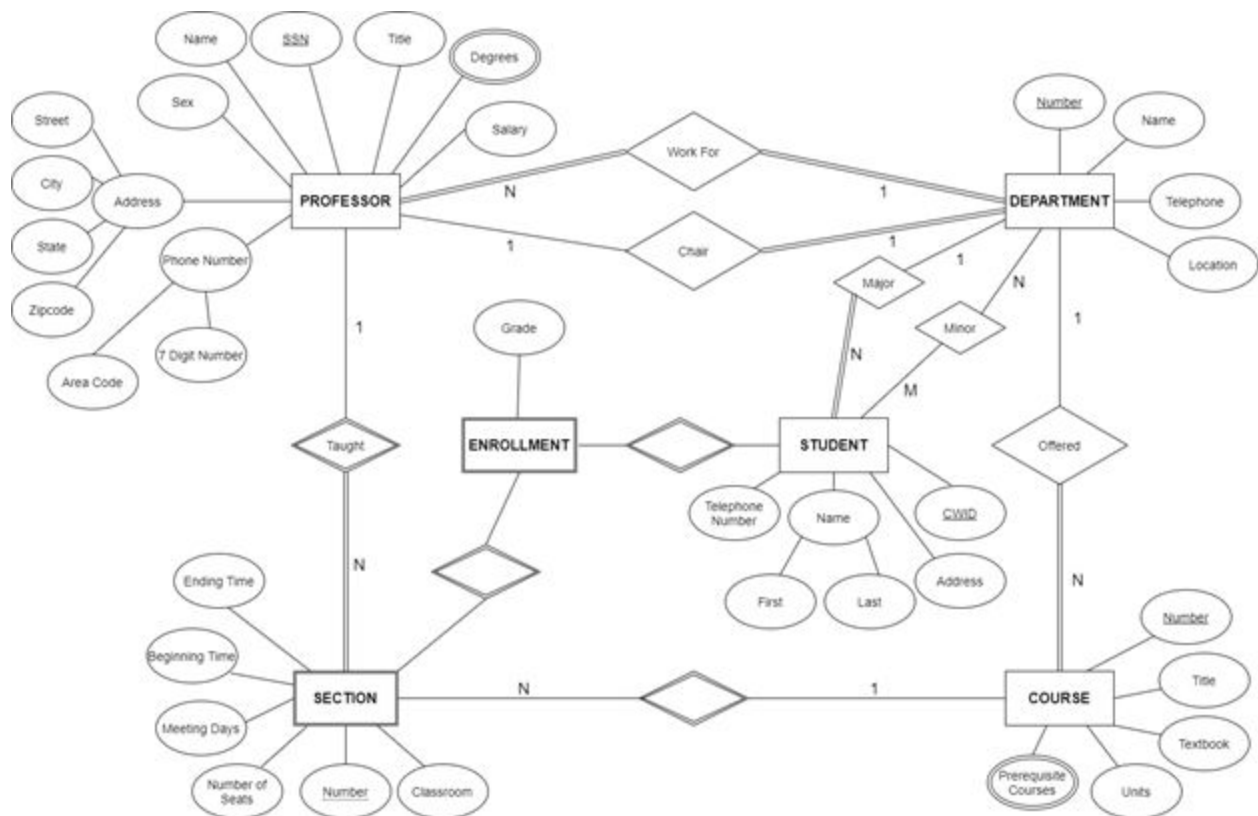 Name
SSN
Title
Degrees
Sex
Salary
Street
City
Address
State
Zipcode
Phone Number
Area Code
7 Digit Number
PROFESSOR
N
Work For
1
1
Chair
1
DEPARTMENT
Number
Name
Telephone
Location
Major
1
N
Minor
N
M
1
Offered
N
1
Taught
N
Grade
ENROLLMENT
STUDENT
Telephone
Number
Name
CWID
Address
First
Last
Ending Time
Beginning Time
Meeting Days
Number of
Seats
Number
Classroom
SECTION
N
1
COURSE
Number
Title
Textbook
Units
Prerequisite
Courses